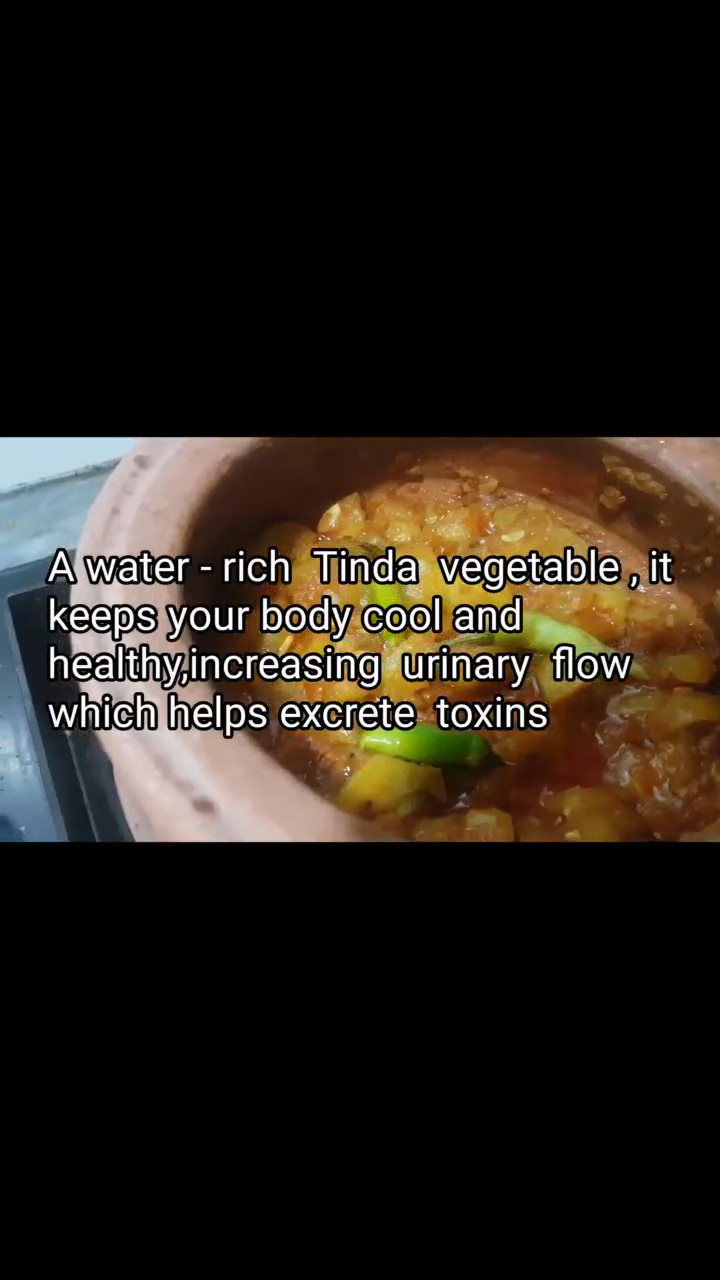 A water - rich Tinda vegetable , it
keeps your body cool and
healthy,increasing urinary flow
which helps excrete toxins